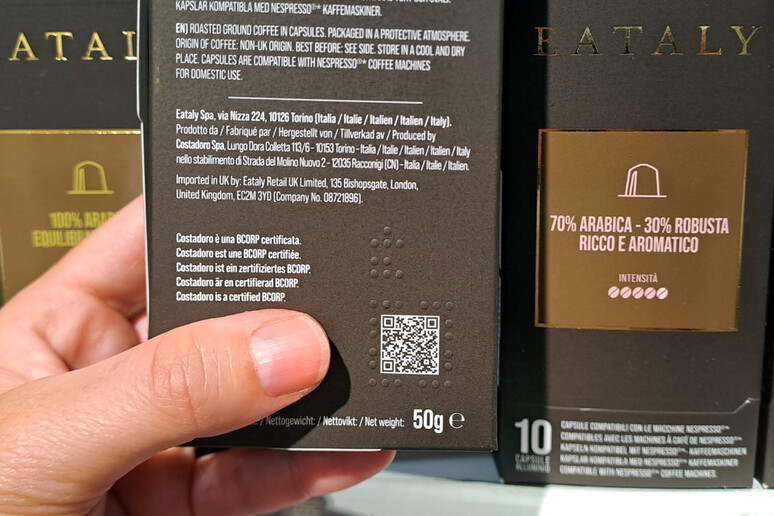 EATAL
100% ARAB
EQUILIBRA
KAPSLAR KOMPATIBLA MED NESPRESSO®* KAFFEMASKINER.
EN) ROASTED GROUND COFFEE IN CAPSULES. PACKAGED IN A PROTECTIVE ATMOSPHERE.
ORIGIN OF COFFEE: NON-UK ORIGIN. BEST BEFORE: SEE SIDE. STORE IN A COOL AND DRY
PLACE. CAPSULES ARE COMPATIBLE WITH NESPRESSO®* COFFEE MACHINES
FOR DOMESTIC USE.
Eataly Spa, via Nizza 224, 10126 Torino (Italia / Italie / Italien / Italien / Italy).
Prodotto da / Fabriqué par / Hergestellt von / Tillverkad av / Produced by
Costadoro Spa, Lungo Dora Colletta 113/6 - 10153 Torino - Italia / Italie / Italien / Italien / Italy
nello stabilimento di Strada del Molino Nuovo 2 - 12035 Racconigi (CN) - Italia / Italie / Italien.
Imported in UK by: Eataly Retail UK Limited, 135 Bishopsgate, London,
United Kingdom, EC2M 3YD (Company No. 08721896).
Costadoro è una BCORP certificata.
Costadoro est une BCORP certifiée.
Costadoro ist ein zertifiziertes BCORP.
Costadoro är en certifierad BCORP.
Costadoro is a certified BCORP.
/ Nettogewicht: / Nettovikt: / Net weight: 50g e
EATALY
70% ARABICA - 30% ROBUSTA
RICCO E AROMATICO
INTENSITÀ
10
CAPSULE
ALLUMINIO
CAPSULE COMPATIBILI CON LE MACCHINE NESPRESSO®*
COMPATIBLES AVEC LES MACHINES À CAFÉ DE NESPRESSO®*
KAPSELN KOMPATIBEL MIT NESPRESSO®*- KAFFEEMASCHINEN
KAPSLAR KOMPATIBLA MED NESPRESSO®* KAFFEMASKINER
COMPATIBLE WITH NESPRESSO®* COFFEE MACHINES.